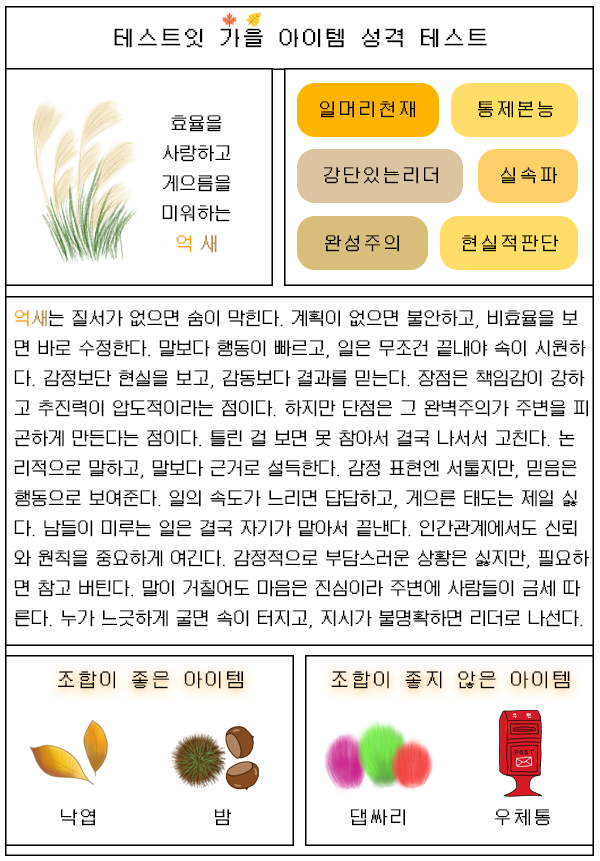 테스트잇 가을 아이템 성격 테스트
효율을
사랑하고
게으름을
미워하는
억새
일머리천재
통제본능
강단있는리더
실속파
완성주의
현실적판단
억새는 질서가 없으면 숨이 막힌다. 계획이 없으면 불안하고, 비효율을 보
면 바로 수정한다. 말보다 행동이 빠르고, 일은 무조건 끝내야 속이 시원하
다. 감정보단 현실을 보고, 감동보다 결과를 믿는다. 장점은 책임감이 강하
고 추진력이 압도적이라는 점이다. 하지만 단점은 그 완벽주의가 주변을 피
곤하게 만든다는 점이다. 틀린 걸 보면 못 참아서 결국 나서서 고친다. 논
리적으로 말하고, 말보다 근거로 설득한다. 감정 표현엔 서툴지만, 믿음은
행동으로 보여준다. 일의 속도가 느리면 답답하고, 게으른 태도는 제일 싫
다. 남들이 미루는 일은 결국 자기가 맡아서 끝낸다. 인간관계에서도 신뢰
와 원칙을 중요하게 여긴다. 감정적으로 부담스러운 상황은 싫지만, 필요하
면 참고 버틴다. 말이 거칠어도 마음은 진심이라 주변에 사람들이 금세 따
른다. 누가 느긋하게 굴면 속이 터지고, 지시가 불명확하면 리더로 나선다.
조합이 좋은 아이템
조합이 좋지 않은 아이템
우편
POST
낙엽
밤
댑싸리
우체통